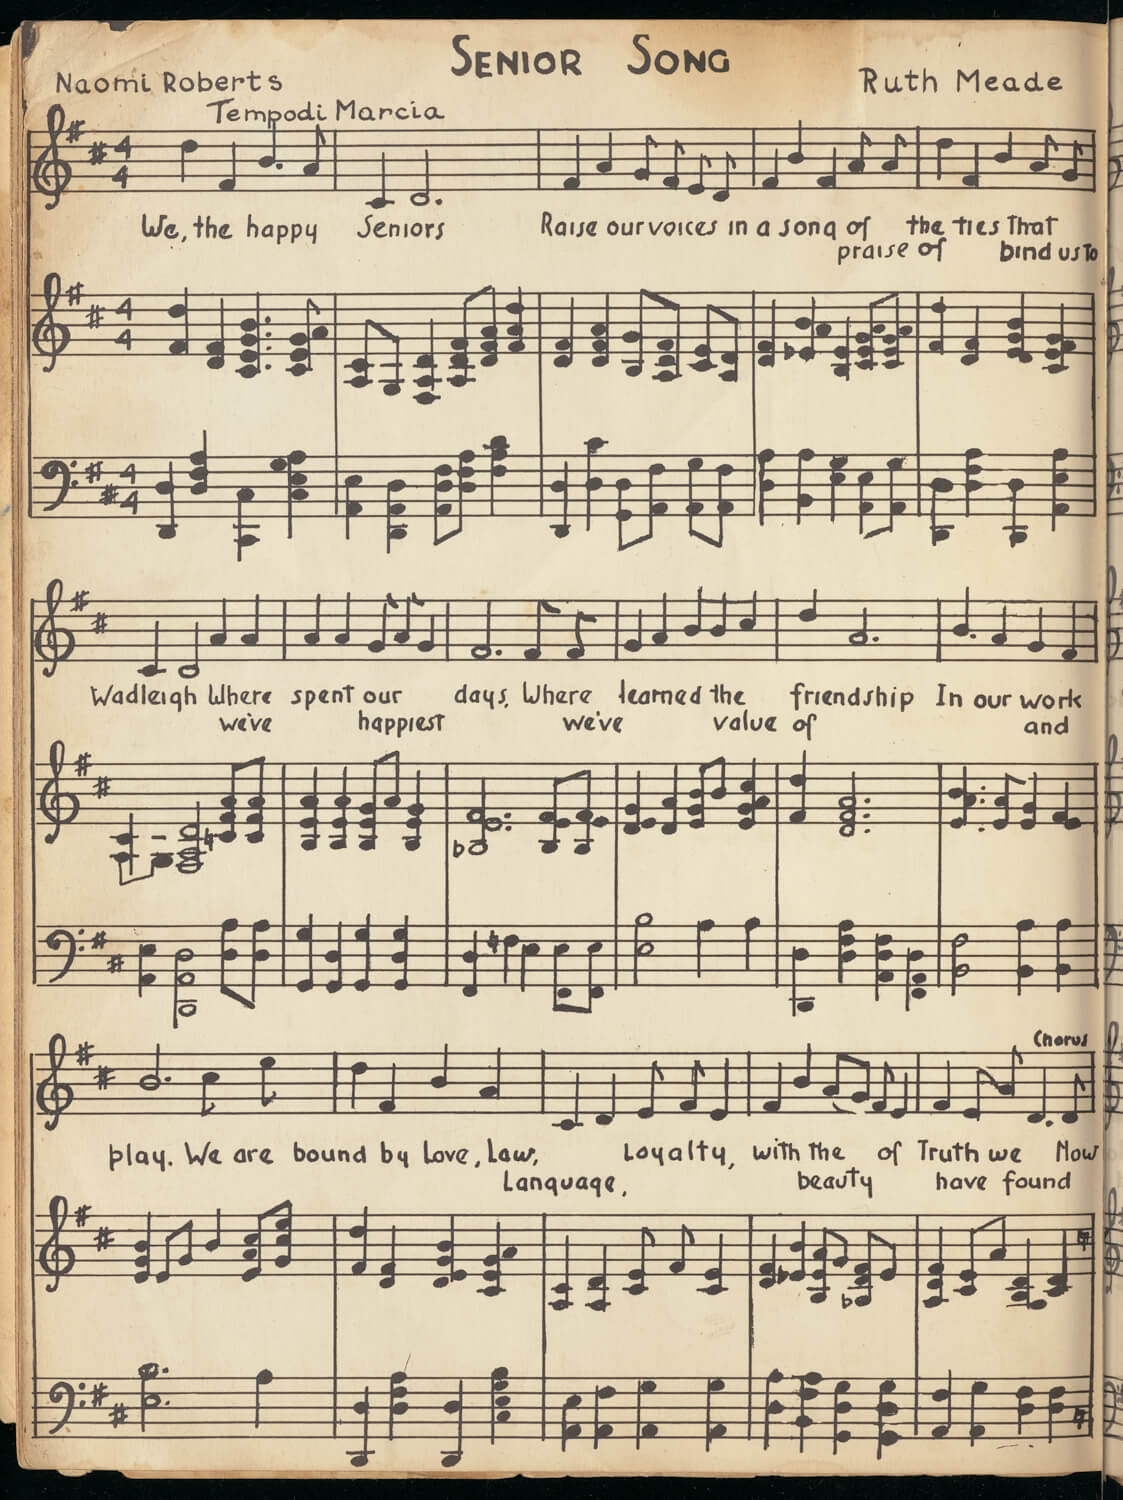 SENIOR SONG
Naomi Roberts
Ruth Meade
Tempodi Marcia
4 4
We, the happy Seniors Raise our voices in a song of the ties That
praise of bind us To
4 4
4 4
Wadleigh Where spent our days, Where learned the friendship In our work
we've happiest we've value of and
Chorus
play. We are bound by Love, Law, Loyalty, with the of Truth we Now
Language, beauty have found